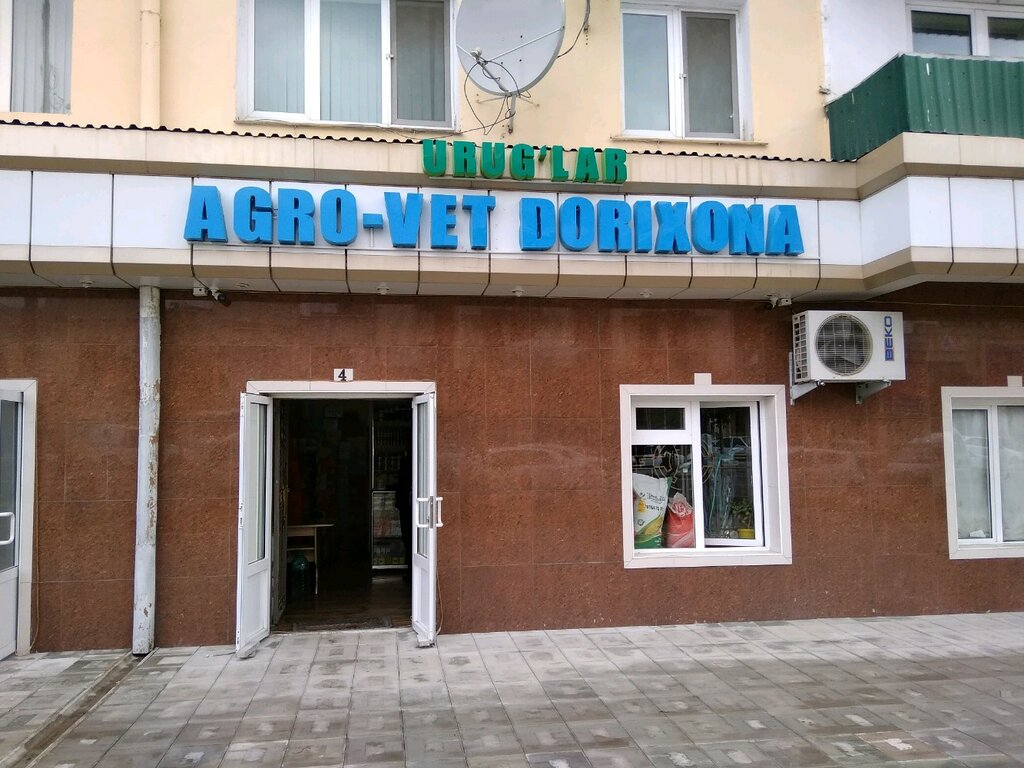 URUG'LAR
AGRO-VET DORIXONA
BEKO
4